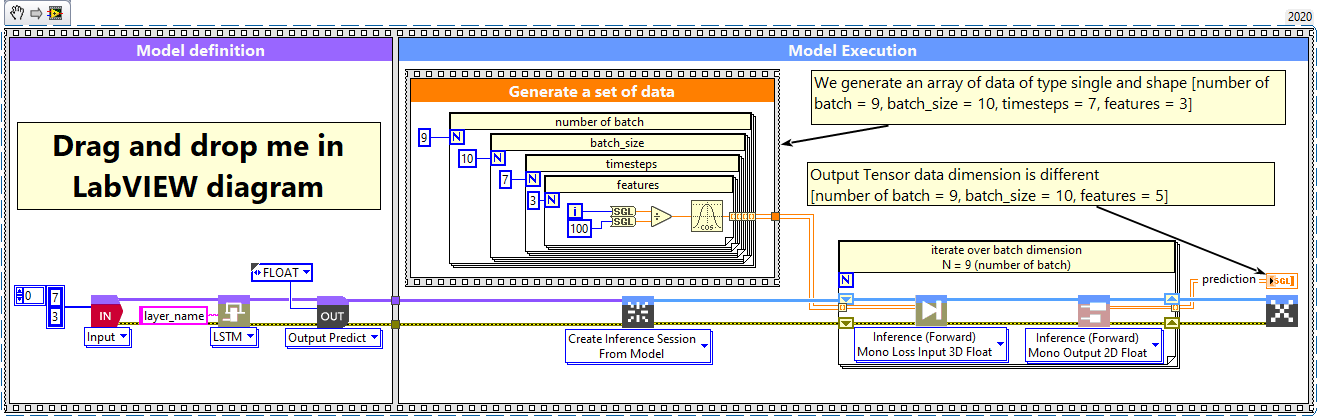 2020
Model definition
Model Execution
Drag and drop me in
LabVIEW diagram
Generate a set of data
We generate an array of data of type single and shape [number of
batch = 9, batch_size = 10, timesteps = 7, features = 3]
number of batch
9
N
batch_size
10
N
timesteps
7
N
features
3
N
i
100
SGL
SGL
÷
cos
Output Tensor data dimension is different
[number of batch = 9, batch_size = 10, features = 5]
iterate over batch dimension
N = 9 (number of batch)
N
prediction
SGL
FLOAT
0
7
3
IN
Input
layer_name
LSTM
OUT
Output Predict
Create Inference Session
From Model
Inference (Forward)
Mono Loss Input 3D Float
Inference (Forward)
Mono Output 2D Float